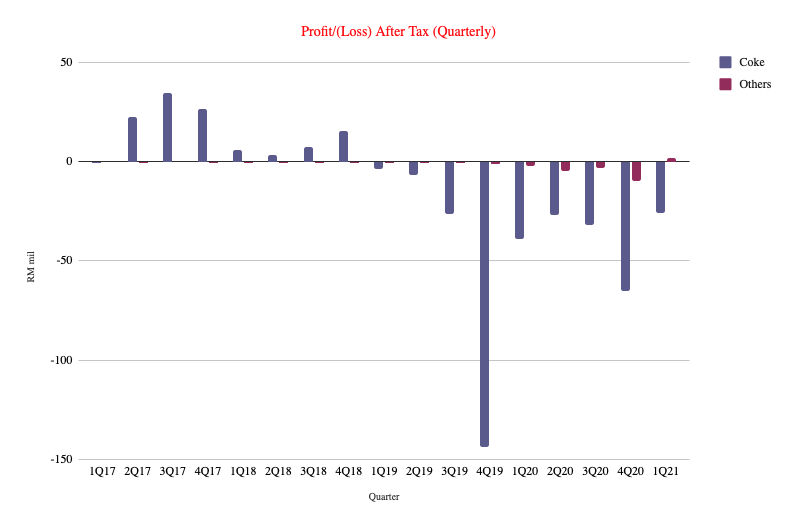 Profit/(Loss) After Tax (Quarterly)
Coke
Others
50
0
-50
-100
-150
RM mil
1Q17 2Q17 3Q17 4Q17 1Q18 2Q18 3Q18 4Q18 1Q19 2Q19 3Q19 4Q19 1Q20 2Q20 3Q20 4Q20 1Q21
Quarter